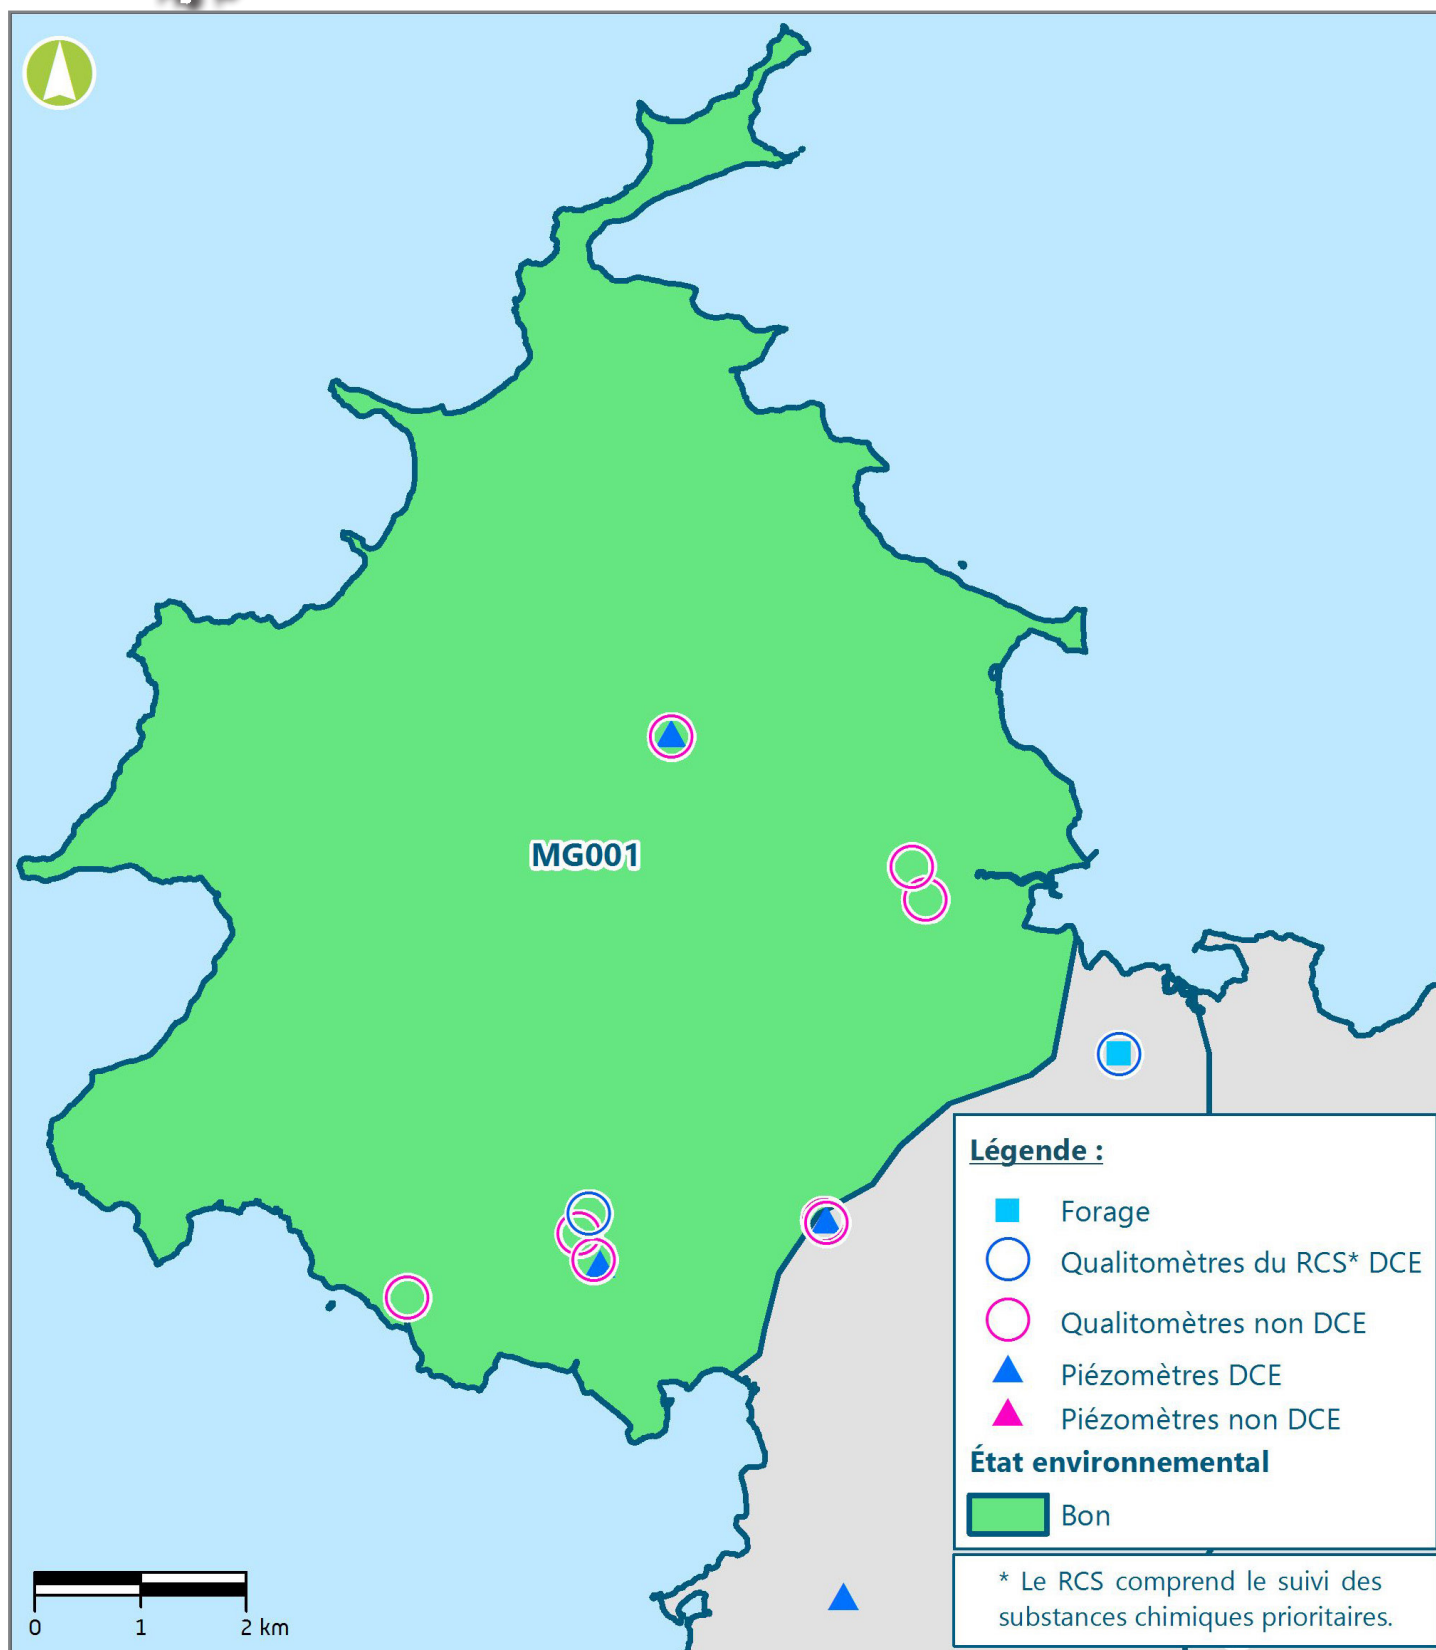 MG001
Légende :
Forage
Qualitomètres du RCS* DCE
Qualitomètres non DCE
Piézomètres DCE
Piézomètres non DCE
État environnemental
Bon
* Le RCS comprend le suivi des
substances chimiques prioritaires.
0 1 2 km